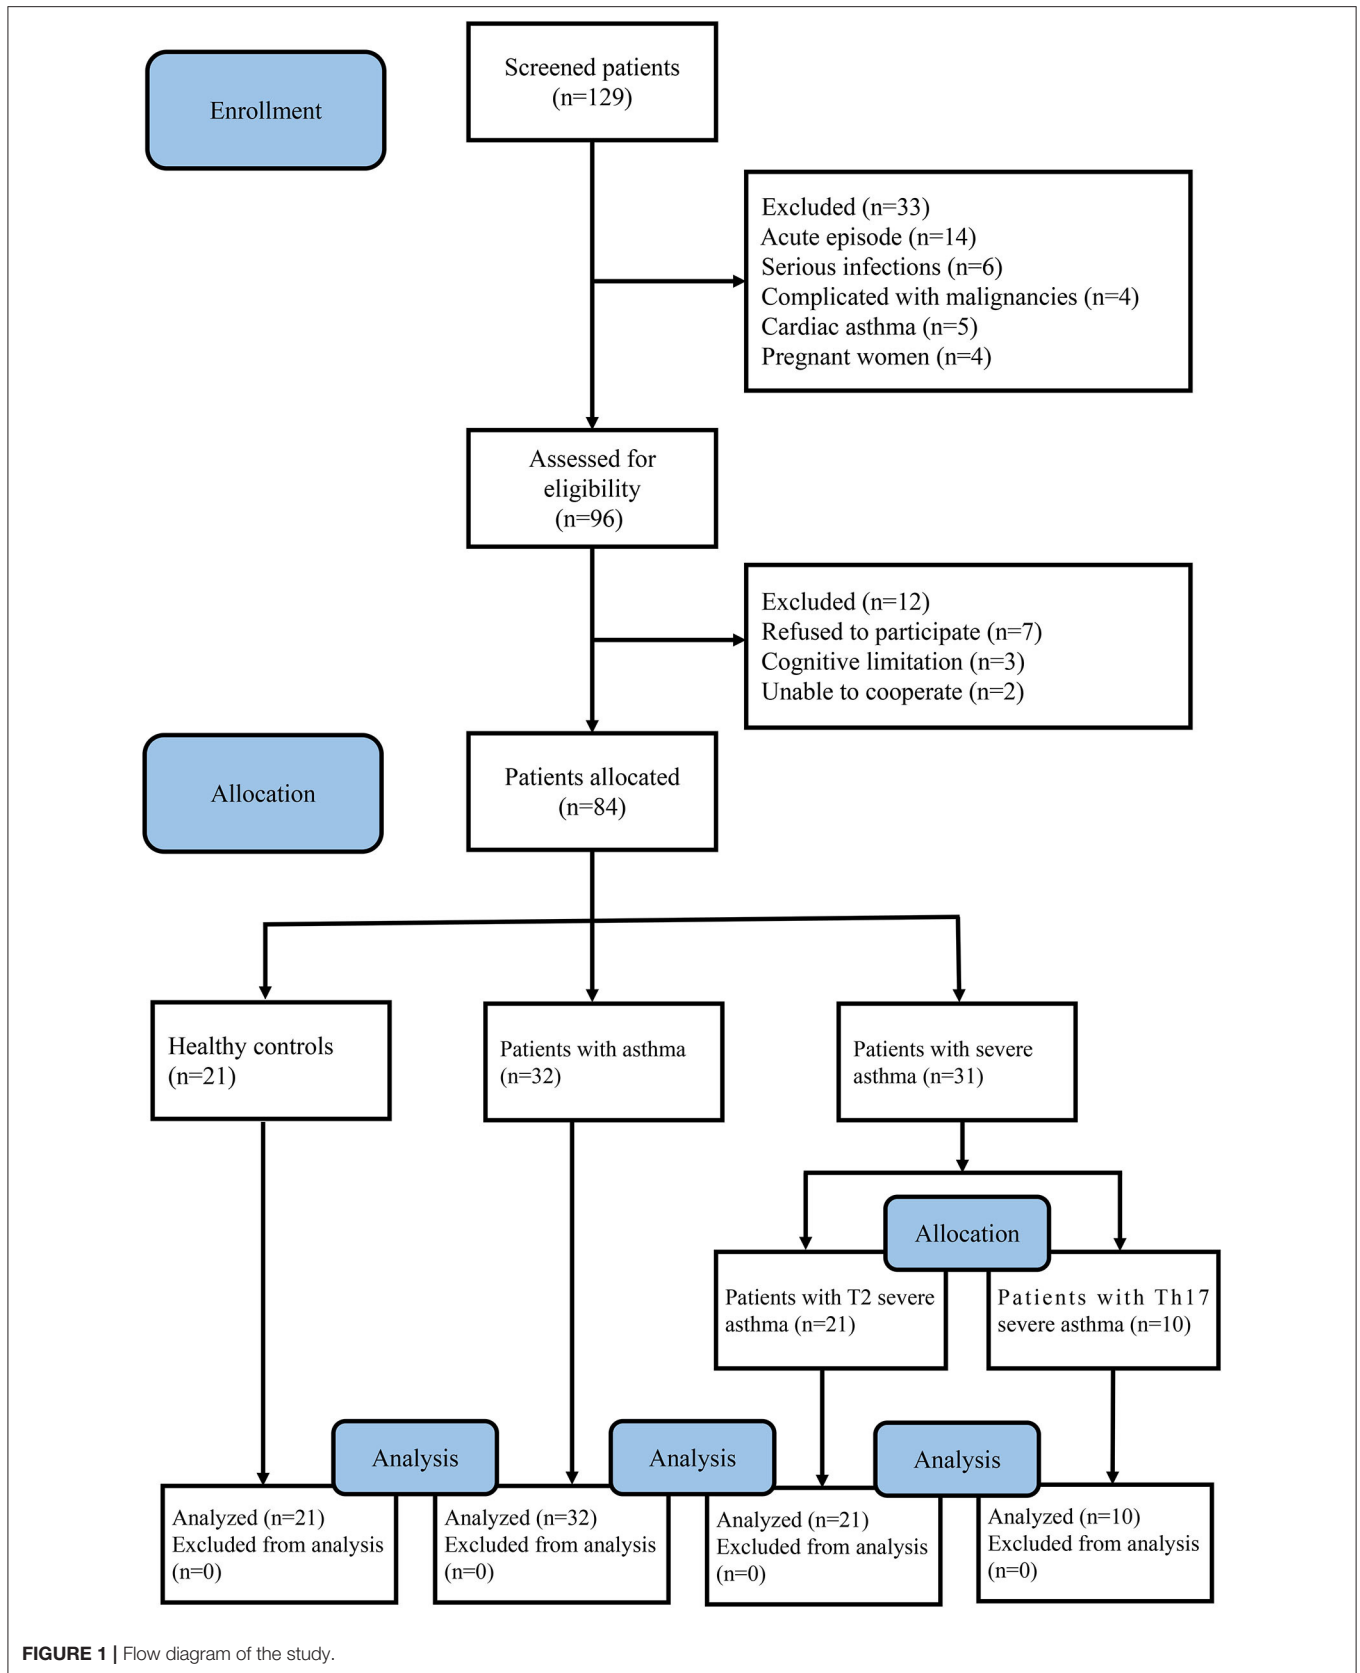 Enrollment
Screened patients
(n=129)
Excluded (n=33)
Acute episode (n=14)
Serious infections (n=6)
Complicated with malignancies (n=4)
Cardiac asthma (n=5)
Pregnant women (n=4)
Assessed for
eligibility
(n=96)
Excluded (n=12)
Refused to participate (n=7)
Cognitive limitation (n=3)
Unable to cooperate (n=2)
Allocation
Patients allocated
(n=84)
Healthy controls
(n=21)
Patients with asthma
(n=32)
Patients with severe
asthma (n=31)
Allocation
Patients with T2 severe
asthma (n=21)
Patients with Th17
severe asthma (n=10)
Analysis
Analysis
Analysis
Analyzed (n=21)
Excluded from analysis
(n=0)
Analyzed (n=32)
Excluded from analysis
(n=0)
Analyzed (n=21)
Excluded from analysis
(n=0)
Analyzed (n=10)
Excluded from analysis
(n=0)
FIGURE 1 | Flow diagram of the study.